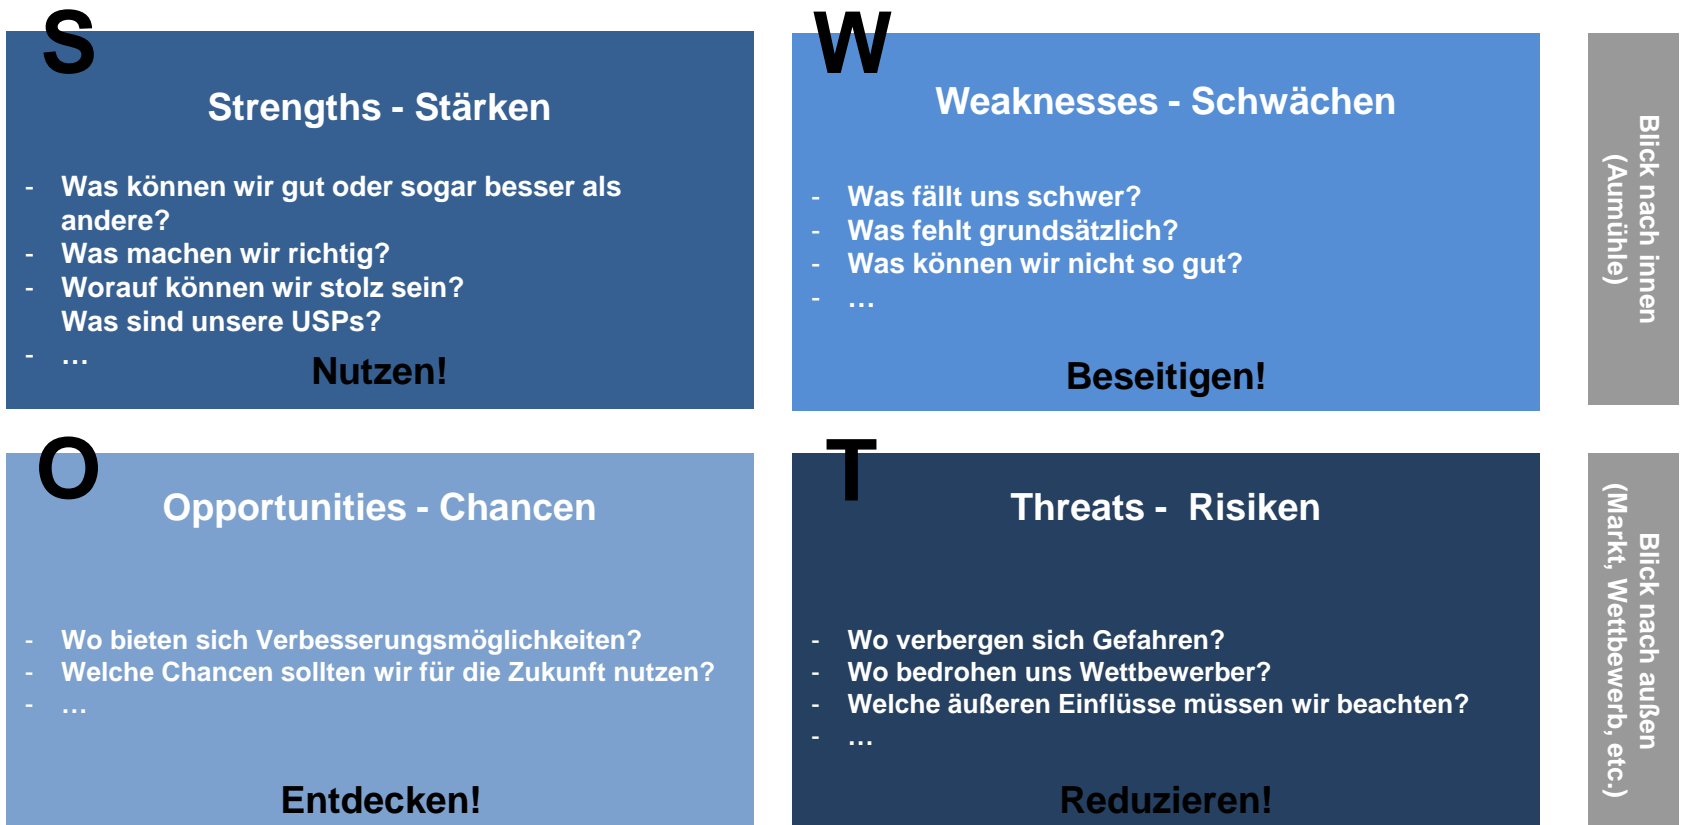 S
Strengths - Stärken
- Was können wir gut oder sogar besser als
andere?
- Was machen wir richtig?
- Worauf können wir stolz sein?
Was sind unsere USPs?
- …
Nutzen!
W
Weaknesses - Schwächen
- Was fällt uns schwer?
- Was fehlt grundsätzlich?
- Was können wir nicht so gut?
- …
Beseitigen!
Blick nach innen
(Aumühle)
O
Opportunities - Chancen
- Wo bieten sich Verbesserungsmöglichkeiten?
- Welche Chancen sollten wir für die Zukunft nutzen?
- …
Entdecken!
T
Threats -  Risiken
- Wo verbergen sich Gefahren?
- Wo bedrohen uns Wettbewerber?
- Welche äußeren Einflüsse müssen wir beachten?
- …
Reduzieren!
Blick nach außen
(Markt, Wettbewerb, etc.)